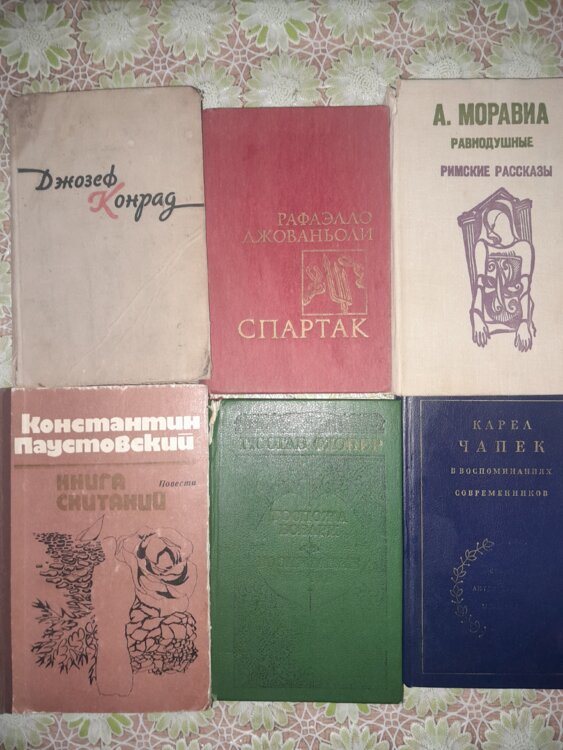 Джозеф
Конрад
РАФАЭЛЛО
ДЖОВАНЬОЛИ
СПАРТАК
А. МОРАВИА
РАВНОДУШНЫЕ
РИМСКИЕ РАССКАЗЫ
Константин
Паустовский
КНИГА
СКИТАНИЙ
Повести
КАРЕЛ
ЧАПЕК
В ВОСПОМИНАНИЯХ
СОВРЕМЕННИКОВ